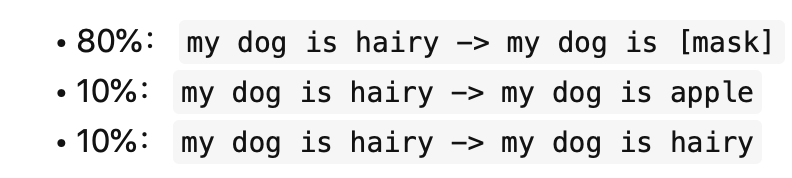 • 80%: my dog is hairy -> my dog is [mask]
• 10%: my dog is hairy -> my dog is apple
• 10%: my dog is hairy -> my dog is hairy